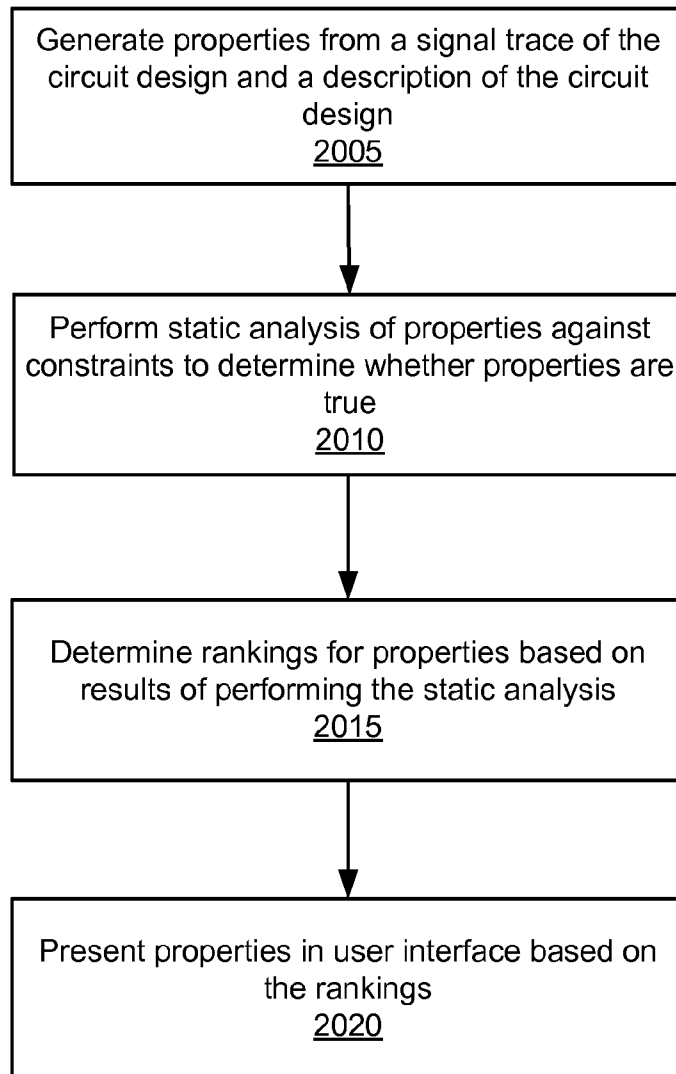 Generate properties from a signal trace of the
circuit design and a description of the circuit
design
2005
Perform static analysis of properties against
constraints to determine whether properties are
true
2010
Determine rankings for properties based on
results of performing the static analysis
2015
Present properties in user interface based on
the rankings
2020